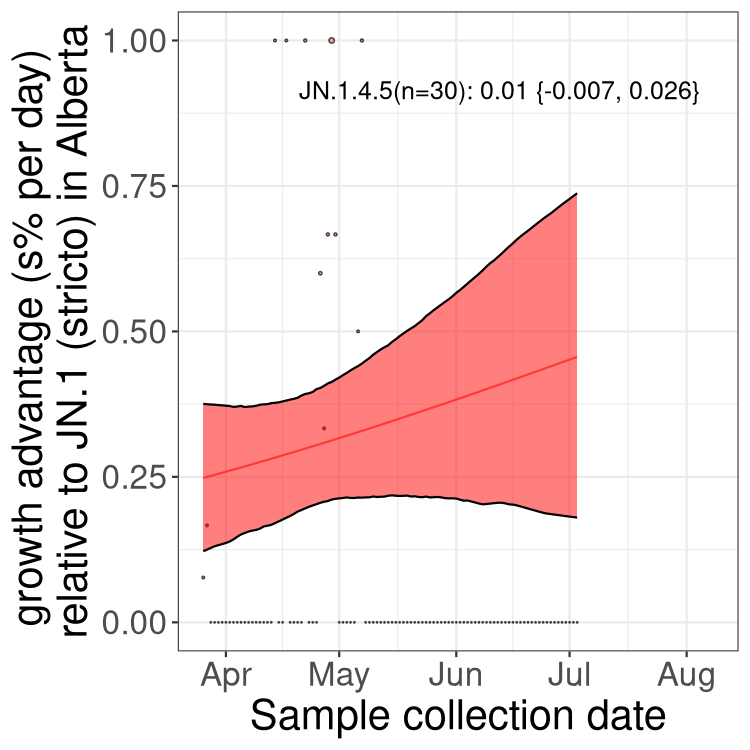 growth advantage (s% per day)
relative to JN.1 (stricto) in Alberta
1.00
0.75
0.50
0.25
0.00
JN.1.4.5(n=30): 0.01 {-0.007, 0.026}
Apr May Jun Jul Aug
Sample collection date